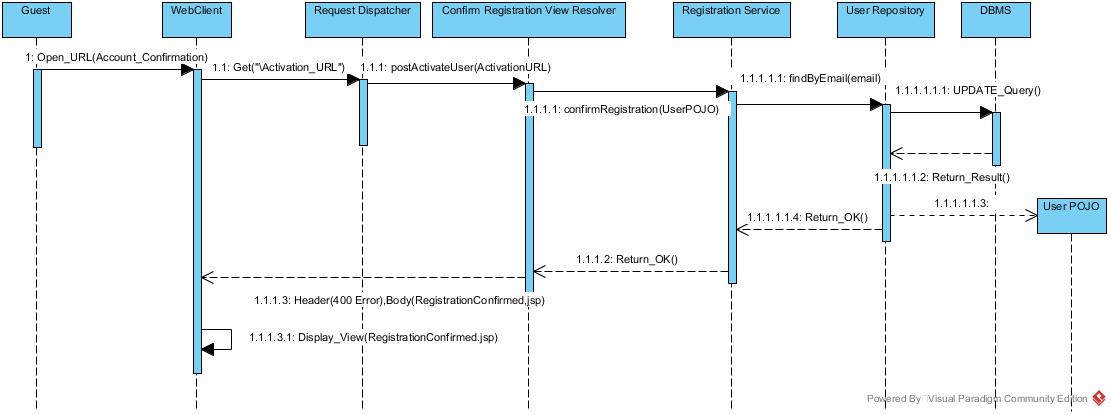 Guest
WebClient
Request Dispatcher
Confirm Registration View Resolver
Registration Service
User Repository
DBMS
1: Open_URL(Account_Confirmation)
1.1: Get("\Activation_URL")
1.1.1: postActivateUser(ActivationURL)
1.1.1.1: confirmRegistration(UserPOJO)
1.1.1.1.1: findByEmail(email)
1.1.1.1.1.1: UPDATE_Query()
1.1.1.1.1.2: Return_Result()
1.1.1.1.1.3:
User POJO
1.1.1.1.1.4: Return_OK()
1.1.1.2: Return_OK()
1.1.1.3: Header(400 Error),Body(RegistrationConfirmed.jsp)
1.1.1.3.1: Display_View(RegistrationConfirmed.jsp)
Powered By Visual Paradigm Community Edition